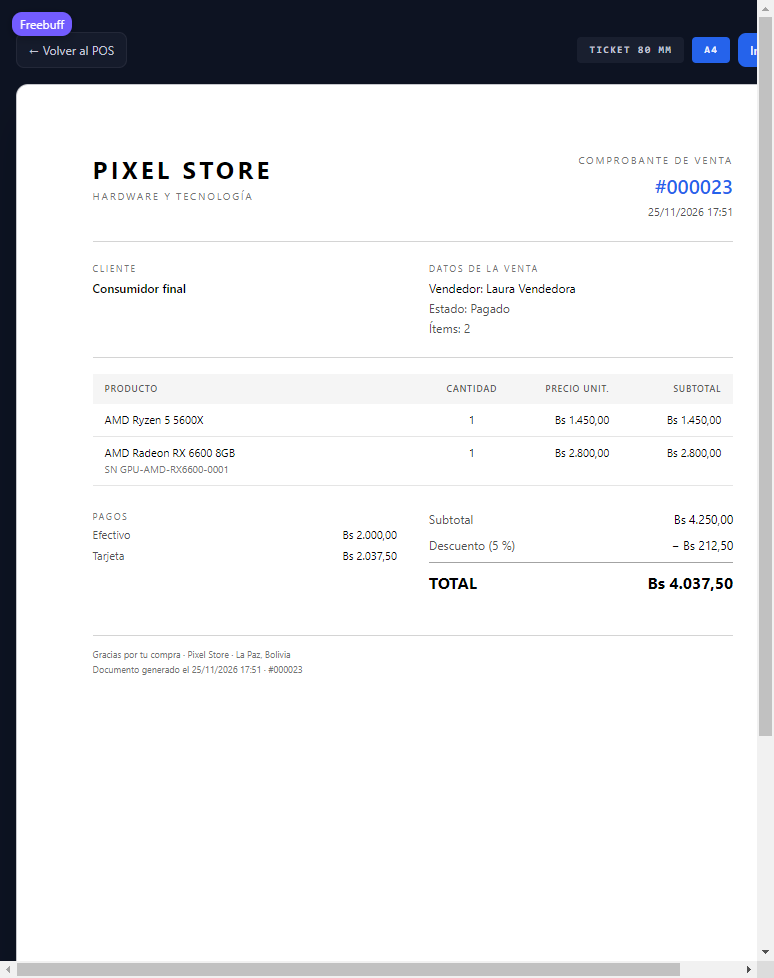 Freebuff
← Volver al POS
TICKET 80 MM
A4
PIXEL STORE
HARDWARE Y TECNOLOGÍA
COMPROBANTE DE VENTA
#000023
25/11/2026 17:51
CLIENTE
Consumidor final
DATOS DE LA VENTA
Vendedor: Laura Vendedora
Estado: Pagado
Ítems: 2
PRODUCTO CANTIDAD PRECIO UNIT. SUBTOTAL
AMD Ryzen 5 5600X 1 Bs 1.450,00 Bs 1.450,00
AMD Radeon RX 6600 8GB 1 Bs 2.800,00 Bs 2.800,00
SN GPU-AMD-RX6600-0001
PAGOS
Efectivo Bs 2.000,00
Tarjeta Bs 2.037,50
Subtotal Bs 4.250,00
Descuento (5 %) − Bs 212,50
TOTAL Bs 4.037,50
Gracias por tu compra · Pixel Store · La Paz, Bolivia
Documento generado el 25/11/2026 17:51 · #000023